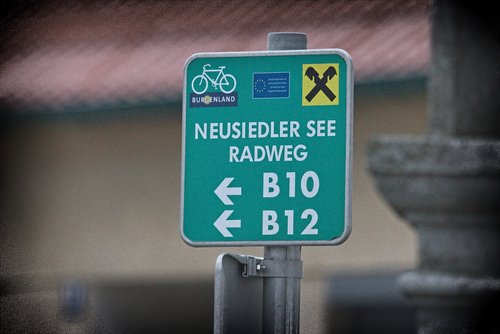 BURGENLAND
NEUSIEDLER SEE
RADWEG
← B10
← B12